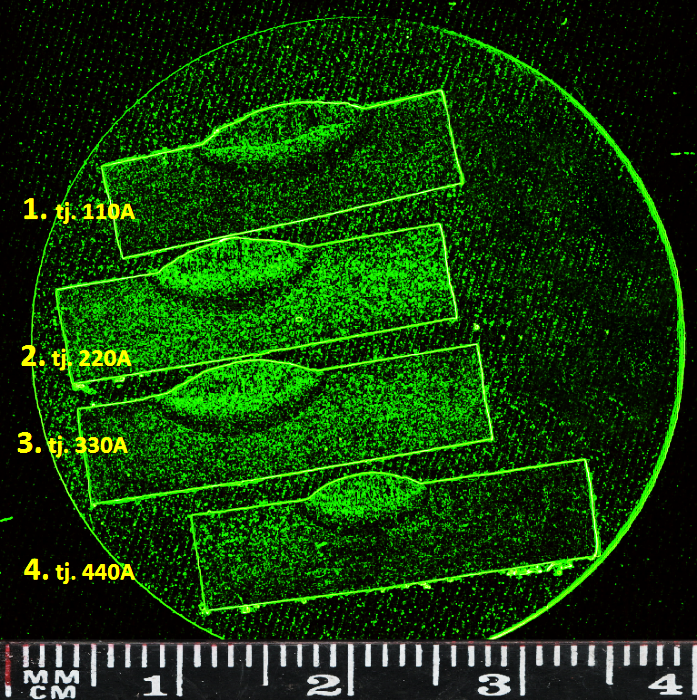 1. tj. 110A
2. tj. 220A
3. tj. 330A
4. tj. 440A
MM
CM
1 2 3 4